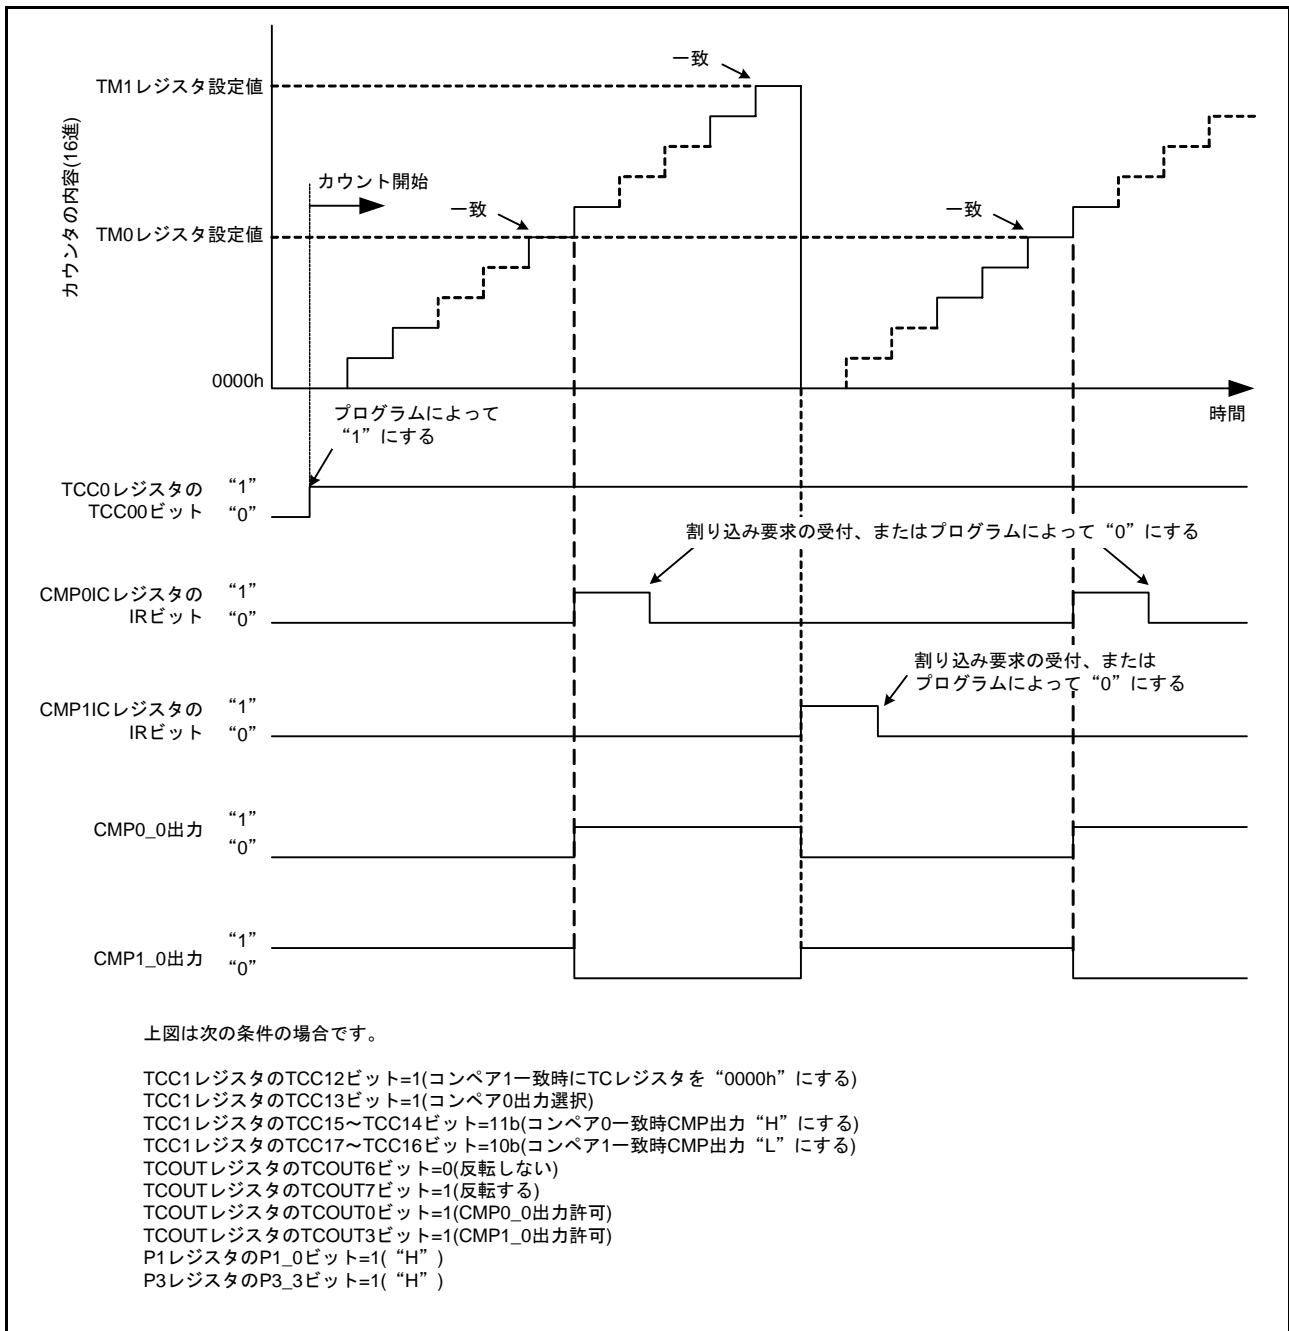 一致
TM1レジスタ設定値
カウンタの内容(16進)
カウント開始
一致
一致
TM0レジスタ設定値
0000h
時間
プログラムによって
“1”にする
TCC0レジスタの
TCC00ビット
“1”
“0”
割り込み要求の受付、またはプログラムによって“0”にする
CMP0ICレジスタの
IRビット
“1”
“0”
割り込み要求の受付、または
プログラムによって“0”にする
CMP1ICレジスタの
IRビット
“1”
“0”
CMP0_0出力
“1”
“0”
CMP1_0出力
“1”
“0”
上図は次の条件の場合です。
TCC1レジスタのTCC12ビット=1(コンペア1一致時にTCレジスタを“0000h”にする)
TCC1レジスタのTCC13ビット=1(コンペア0出力選択)
TCC1レジスタのTCC15～TCC14ビット=11b(コンペア0一致時CMP出力“H”にする)
TCC1レジスタのTCC17～TCC16ビット=10b(コンペア1一致時CMP出力“L”にする)
TCOUTレジスタのTCOUT6ビット=0(反転しない)
TCOUTレジスタのTCOUT7ビット=1(反転する)
TCOUTレジスタのTCOUT0ビット=1(CMP0_0出力許可)
TCOUTレジスタのTCOUT3ビット=1(CMP1_0出力許可)
P1レジスタのP1_0ビット=1(“H”)
P3レジスタのP3_3ビット=1(“H”)